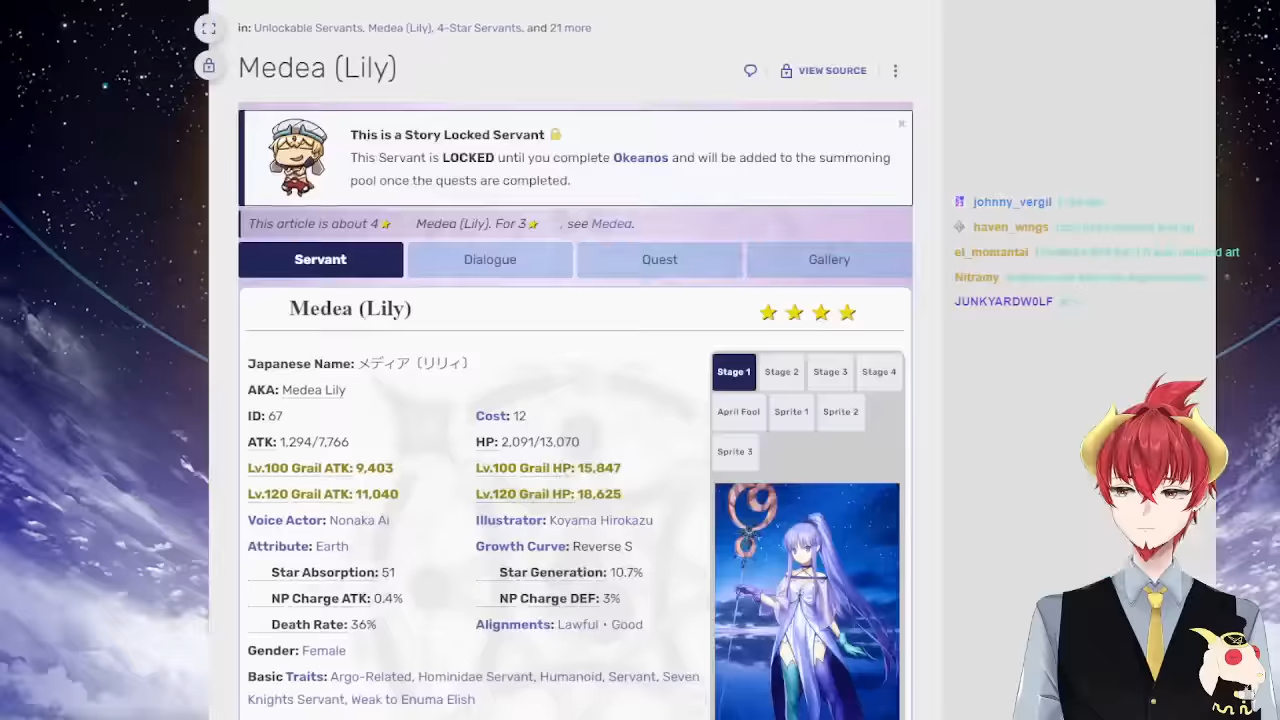 in: Unlockable Servants, Medea (Lily), 4-Star Servants, and 21 more
Medea (Lily)
VIEW SOURCE
This is a Story Locked Servant
This Servant is LOCKED until you complete Okeanos and will be added to the summoning
pool once the quests are completed.
This article is about 4★ Medea (Lily). For 3★ , see Medea.
Servant
Dialogue
Quest
Gallery
Medea (Lily)
Japanese Name: メディア〔リリィ〕
AKA: Medea Lily
ID: 67
Cost: 12
ATK: 1,294/7,766
HP: 2,091/13,070
Lv.100 Grail ATK: 9,403
Lv.100 Grail HP: 15,847
Lv.120 Grail ATK: 11,040
Lv.120 Grail HP: 18,625
Voice Actor: Nonaka Ai
Illustrator: Koyama Hirokazu
Attribute: Earth
Growth Curve: Reverse S
Star Absorption: 51
Star Generation: 10.7%
NP Charge ATK: 0.4%
NP Charge DEF: 3%
Death Rate: 36%
Alignments: Lawful・Good
Gender: Female
Basic Traits: Argo-Related, Hominidae Servant, Humanoid, Servant, Seven
Knights Servant, Weak to Enuma Elish
Stage 1
Stage 2
Stage 3
Stage 4
April Fool
Sprite 1
Sprite 2
Sprite 3
johnny_vergil
haven_wings
el_momantai
art
Nitramy
JUNKYARDW0LF